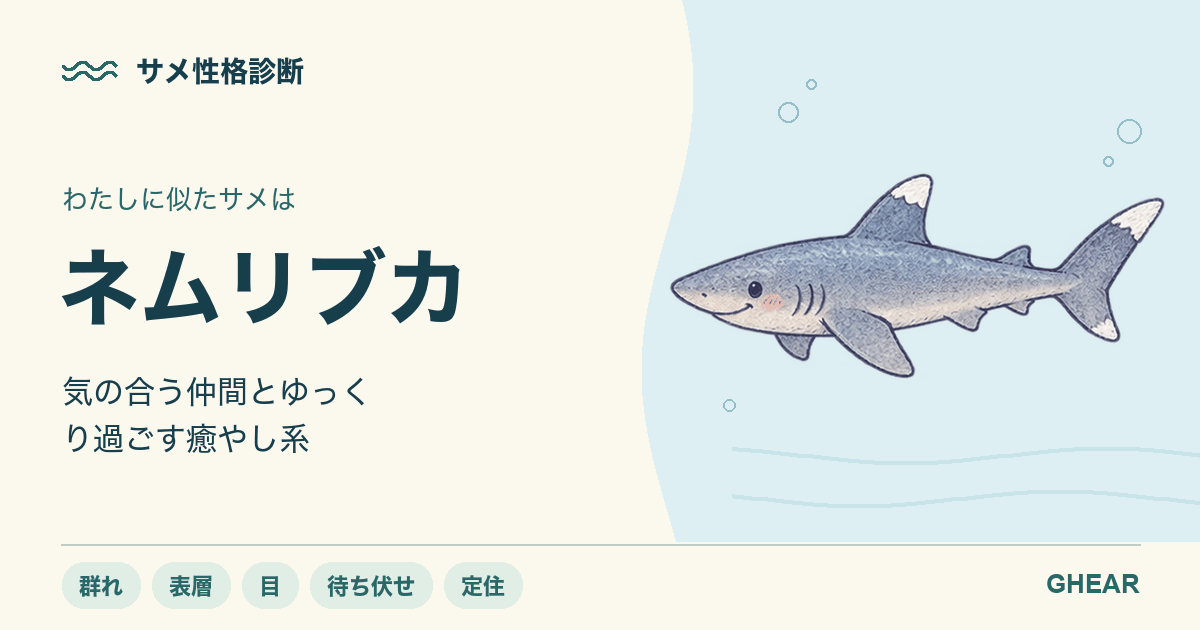 サメ性格診断
わたしに似たサメは
ネムリブカ
気の合う仲間とゆっく
り過ごす癒やし系
群れ 表層 目 待ち伏せ 定住
GHEAR